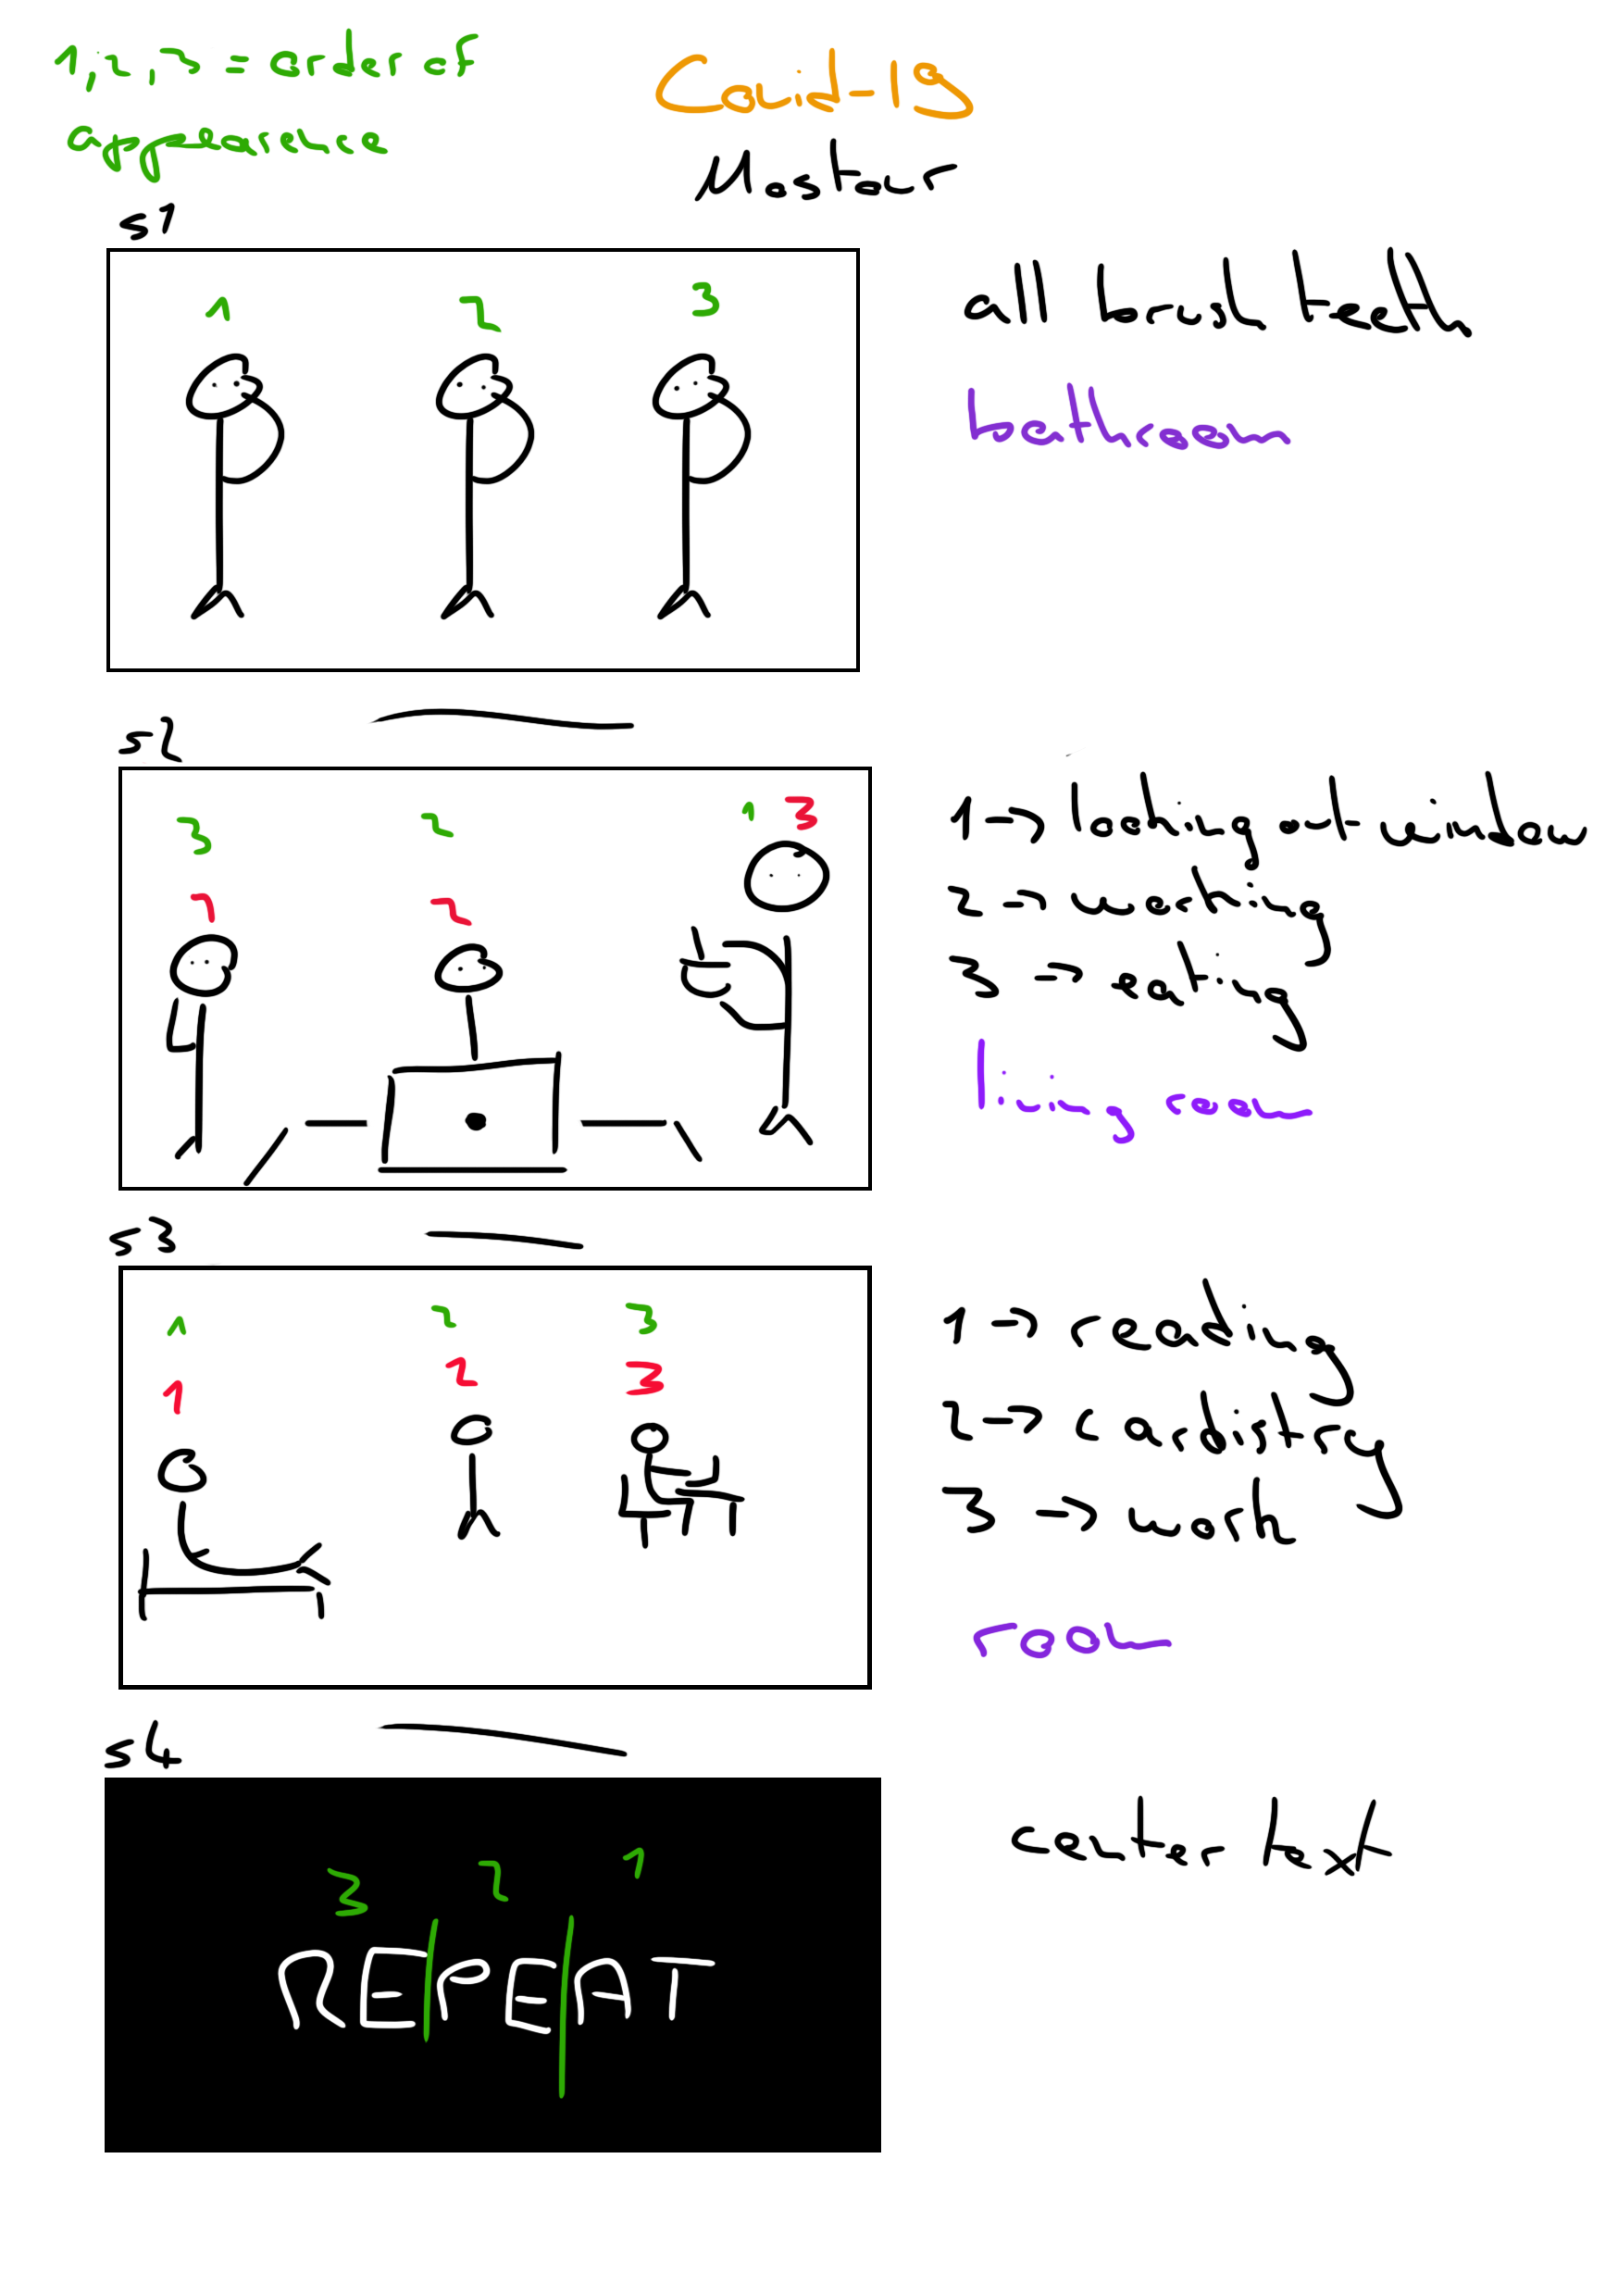 1,2,3 = order of
appearence
Covid-19
Mostaur
s1
1 2 3
all brush teeth
bathroom
s2
3 2 1 3
1 2
1 → looking out window
2 → working
3 → eating
living room
s3
1 2 3
1 2 3
1 → reading
2 → cardistry
3 → work
room
s4
3 2 1
REPEAT
center text